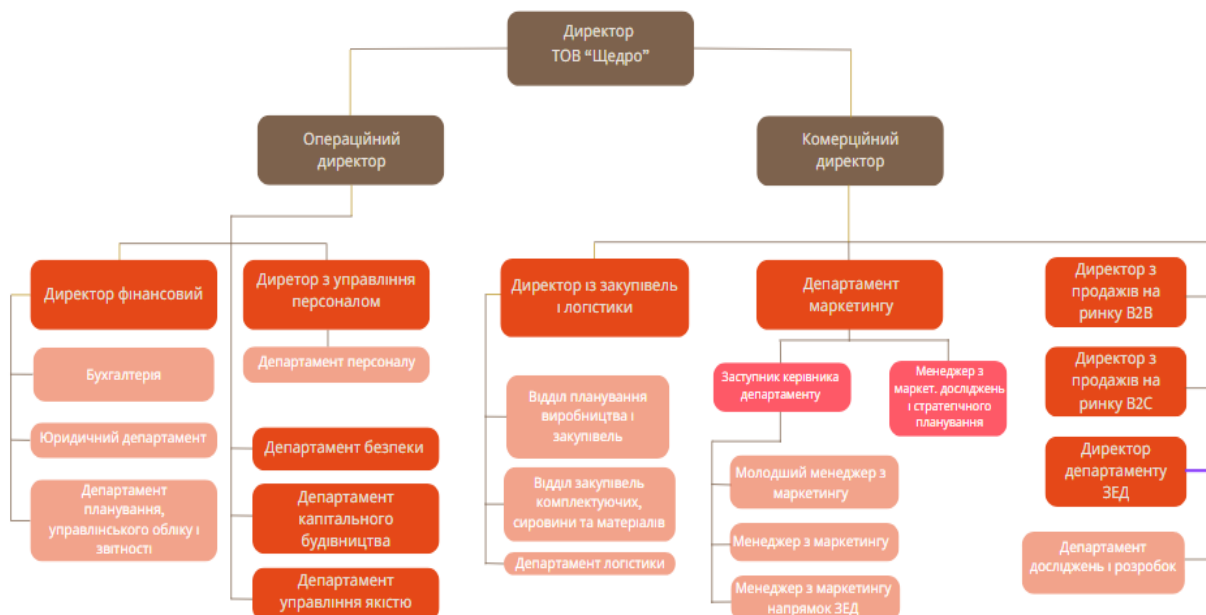 Директор
ТОВ “Щедро”
Операційний
директор
Комерційний
директор
Директор фінансовий
Диретор з управління
персоналом
Директор із закупівель
і логістики
Департамент
маркетингу
Директор з
продажів на
ринку B2B
Бухгалтерія
Департамент персоналу
Юридичний департамент
Департамент
планування,
управлінського обліку і
звітності
Департамент безпеки
Департамент
капітального
будівництва
Департамент
управління якістю
Відділ планування
виробництва і
закупівель
Відділ закупівель
комплектуючих,
сировини та матеріалів
Департамент логістики
Заступник керівника
департаменту
Менеджер з
маркет. досліджень
і стратегічного
планування
Молодший менеджер з
маркетингу
Менеджер з маркетингу
Менеджер з маркетингу
напрямок ЗЕД
Директор з
продажів на
ринку B2C
Директор
департаменту
ЗЕД
Департамент
досліджень і розробок